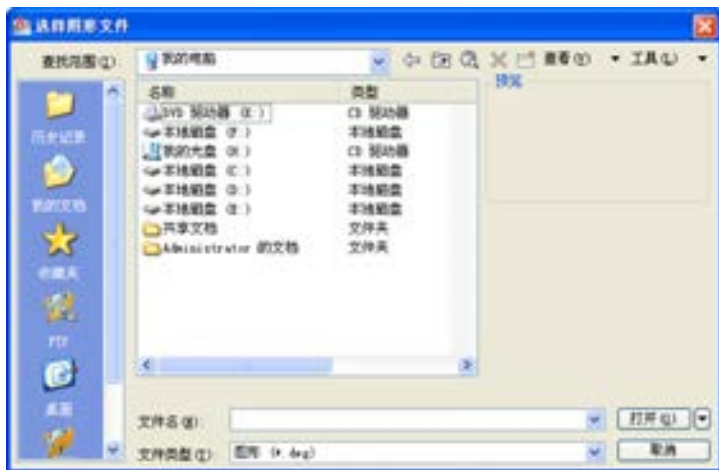 选择图形文件
查找范围(I):
我的电脑
查看(V)
工具(L)
预览
名称
类型
DVD 驱动器 (K:)
CD 驱动器
本地磁盘 (F:)
本地磁盘
我的光盘 (H:)
CD 驱动器
本地磁盘 (C:)
本地磁盘
本地磁盘 (D:)
本地磁盘
本地磁盘 (E:)
本地磁盘
共享文档
文件夹
Administrator 的文档
文件夹
历史记录
我的文档
收藏夹
FTP
桌面
文件名(N):
打开(O)
文件类型(T):
图形 (*.dwg)
取消